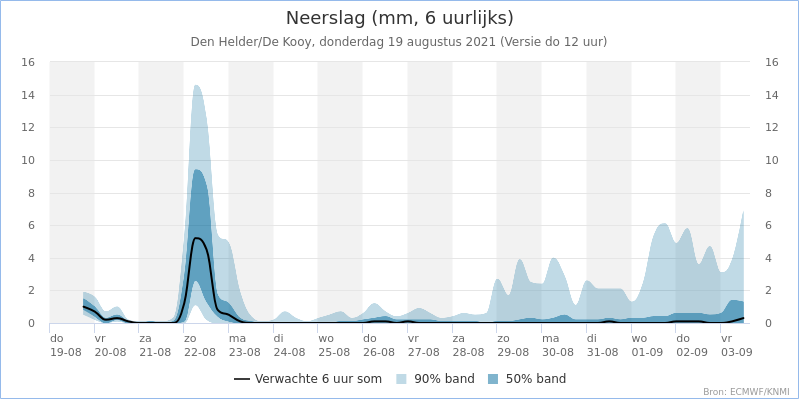 Neerslag (mm, 6 uurlijks)
Den Helder/De Kooy, donderdag 19 augustus 2021 (Versie do 12 uur)
16 16
14 14
12 12
10 10
8 8
6 6
4 4
2 2
0 0
do vr za zo ma di wo do vr za zo ma di wo do vr
19-08 20-08 21-08 22-08 23-08 24-08 25-08 26-08 27-08 28-08 29-08 30-08 31-08 01-09 02-09 03-09
Verwachte 6 uur som 90% band 50% band
Bron: ECMWF/KNMI